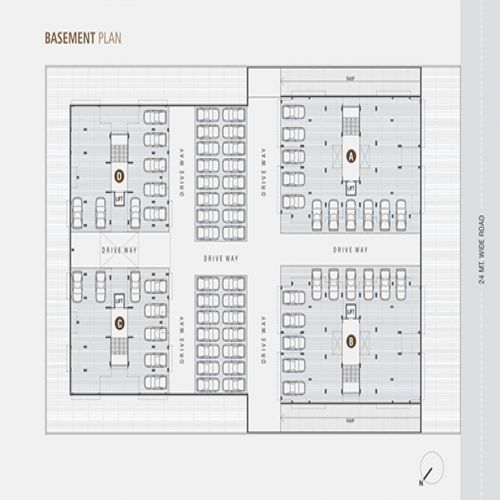 BASEMENT PLAN
RAMP
A
D
LIFT
LIFT
DRIVE WAY
DRIVE WAY
DRIVE WAY
DRIVE WAY
DRIVE WAY
24 MT. WIDE ROAD
LIFT
LIFT
C
B
DRIVE WAY
DRIVE WAY
RAMP
N